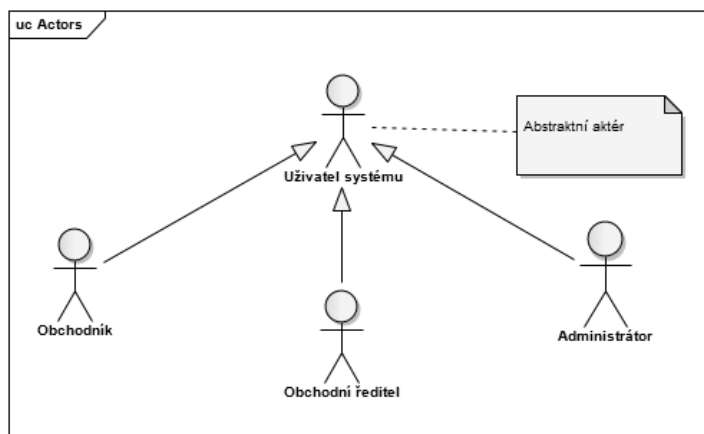 uc Actors
Abstraktní aktér
Uživatel systému
Obchodník
Administrátor
Obchodní ředitel